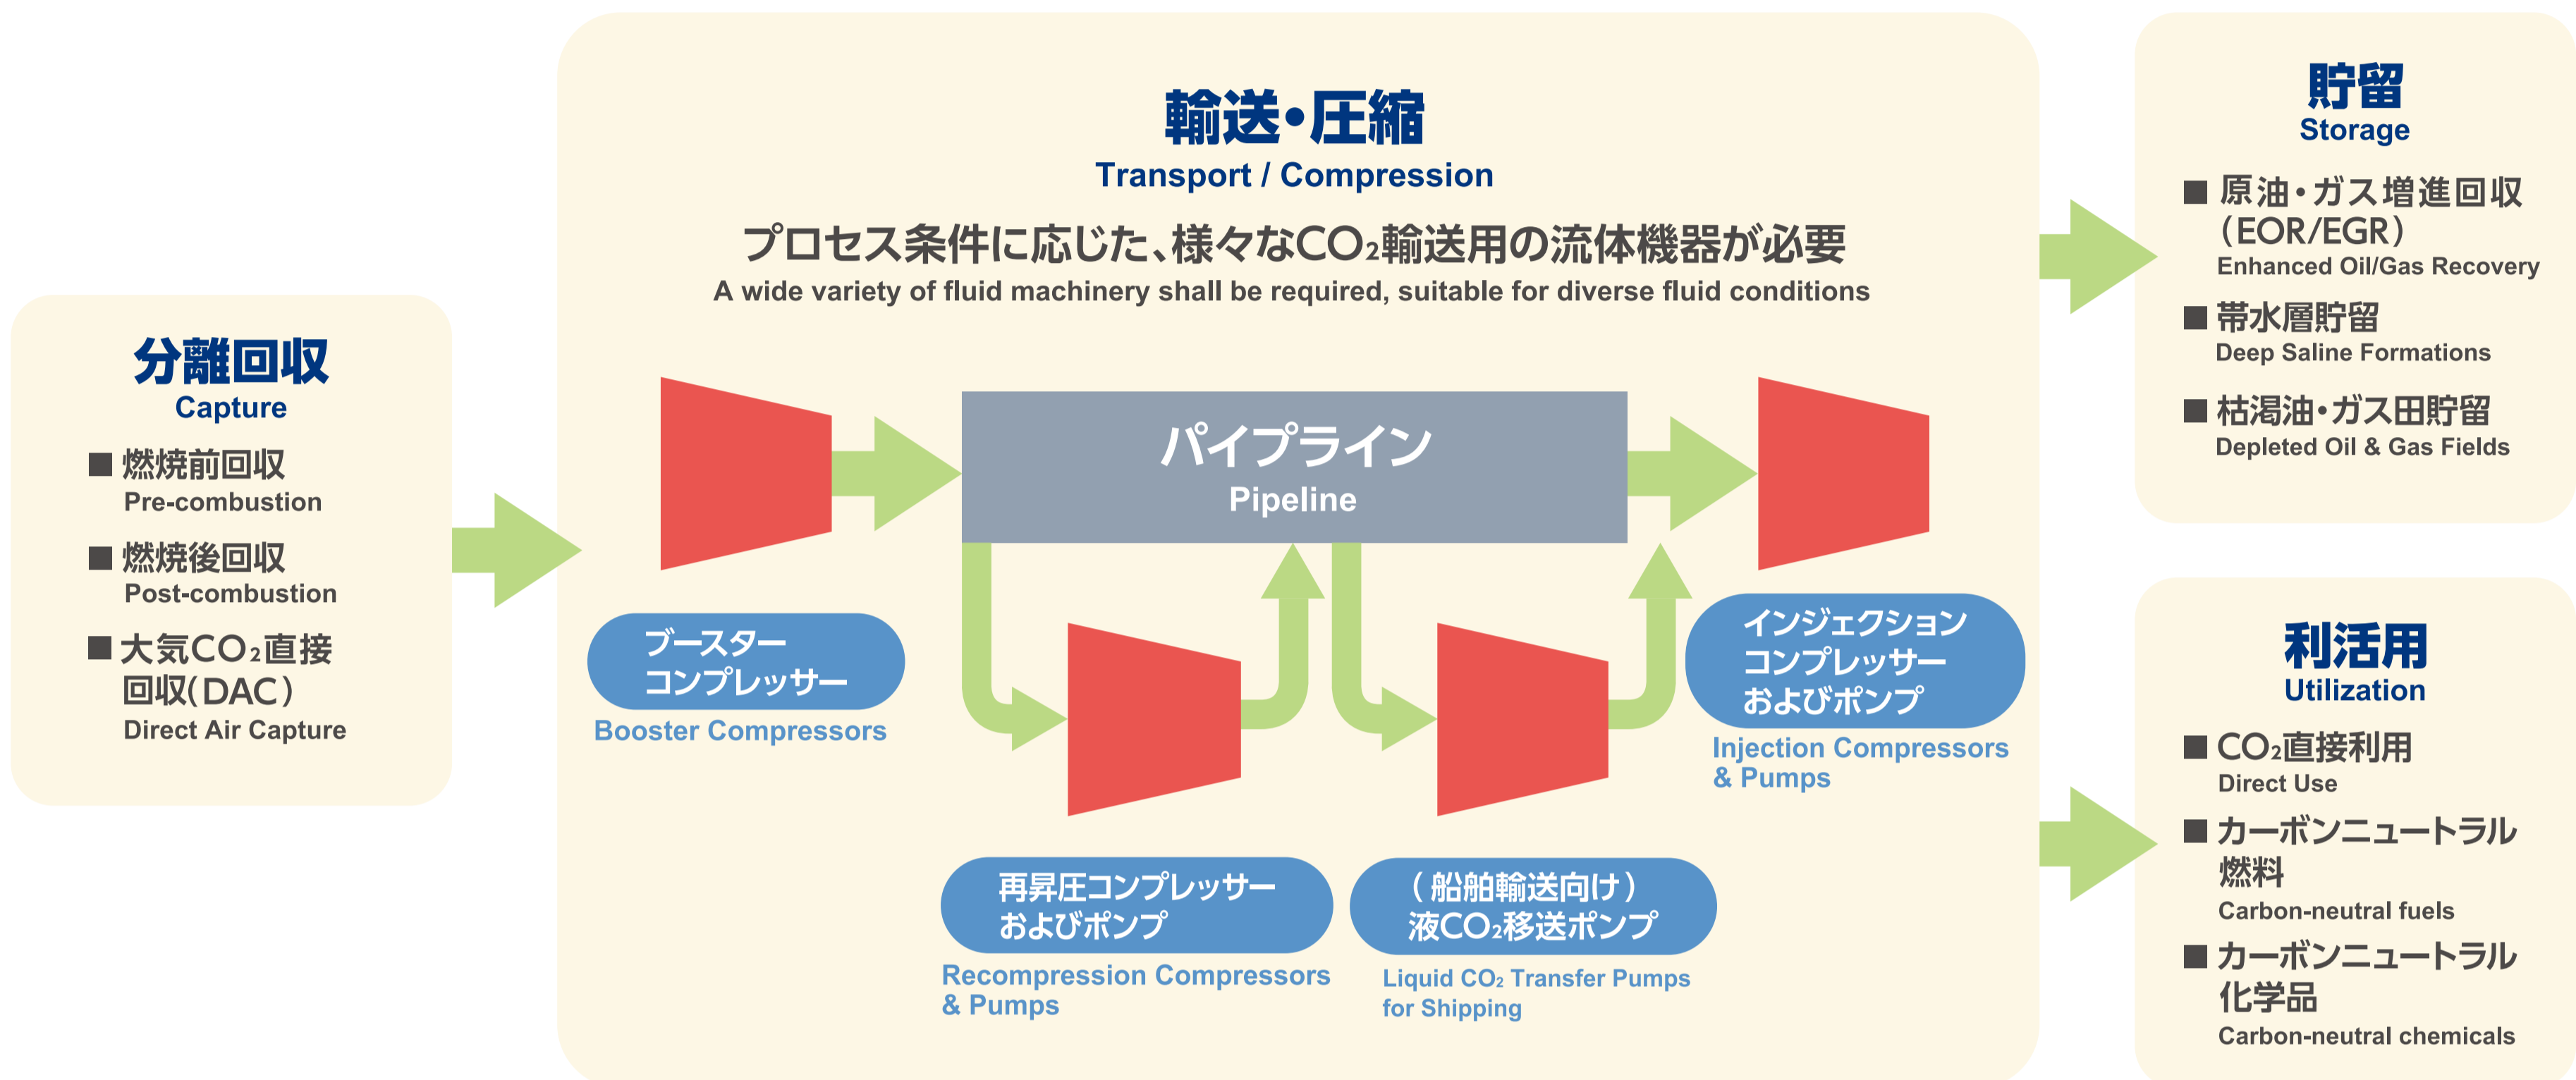 分離回収
Capture
■ 燃焼前回収
Pre-combustion
■ 燃焼後回収
Post-combustion
■ 大気CO₂直接
回収(DAC)
Direct Air Capture
輸送・圧縮
Transport / Compression
プロセス条件に応じた、様々なCO₂輸送用の流体機器が必要
A wide variety of fluid machinery shall be required, suitable for diverse fluid conditions
パイプライン
Pipeline
ブースター
コンプレッサー
Booster Compressors
再昇圧コンプレッサー
およびポンプ
Recompression Compressors
& Pumps
（船舶輸送向け）
液CO₂移送ポンプ
Liquid CO₂ Transfer Pumps
for Shipping
インジェクション
コンプレッサー
およびポンプ
Injection Compressors
& Pumps
貯留
Storage
■ 原油・ガス増進回収
（EOR/EGR）
Enhanced Oil/Gas Recovery
■ 帯水層貯留
Deep Saline Formations
■ 枯渇油・ガス田貯留
Depleted Oil & Gas Fields
利活用
Utilization
■ CO₂直接利用
Direct Use
■ カーボンニュートラル
燃料
Carbon-neutral fuels
■ カーボンニュートラル
化学品
Carbon-neutral chemicals